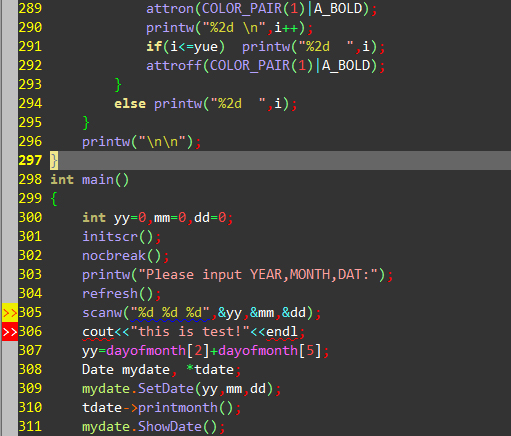 289 attron(COLOR_PAIR(1)|A_BOLD);
290 printw("%2d \n",i++);
291 if(i<=yue)  printw("%2d  ",i);
292 attroff(COLOR_PAIR(1)|A_BOLD);
293 }
294 else printw("%2d  ",i);
295 }
296 printw("\n\n");
297 }
298 int main()
299 {
300 int yy=0,mm=0,dd=0;
301 initscr();
302 nocbreak();
303 printw("Please input YEAR,MONTH,DAT:");
304 refresh();
>>305 scanw("%d %d %d",&yy,&mm,&dd);
>>306 cout<<"this is test!"<<endl;
307 yy=dayofmonth[2]+dayofmonth[5];
308 Date mydate, *tdate;
309 mydate.SetDate(yy,mm,dd);
310 tdate->printmonth();
311 mydate.ShowDate();